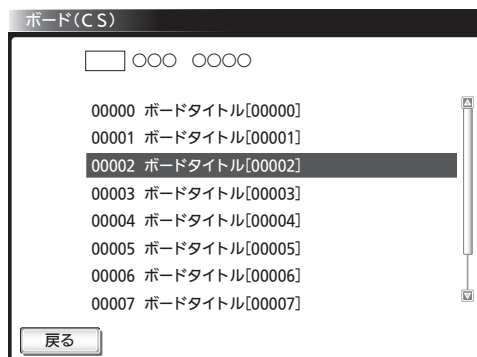 ボード(CS)
○○○ ○○○○
00000 ボードタイトル[00000]
00001 ボードタイトル[00001]
00002 ボードタイトル[00002]
00003 ボードタイトル[00003]
00004 ボードタイトル[00004]
00005 ボードタイトル[00005]
00006 ボードタイトル[00006]
00007 ボードタイトル[00007]
戻る